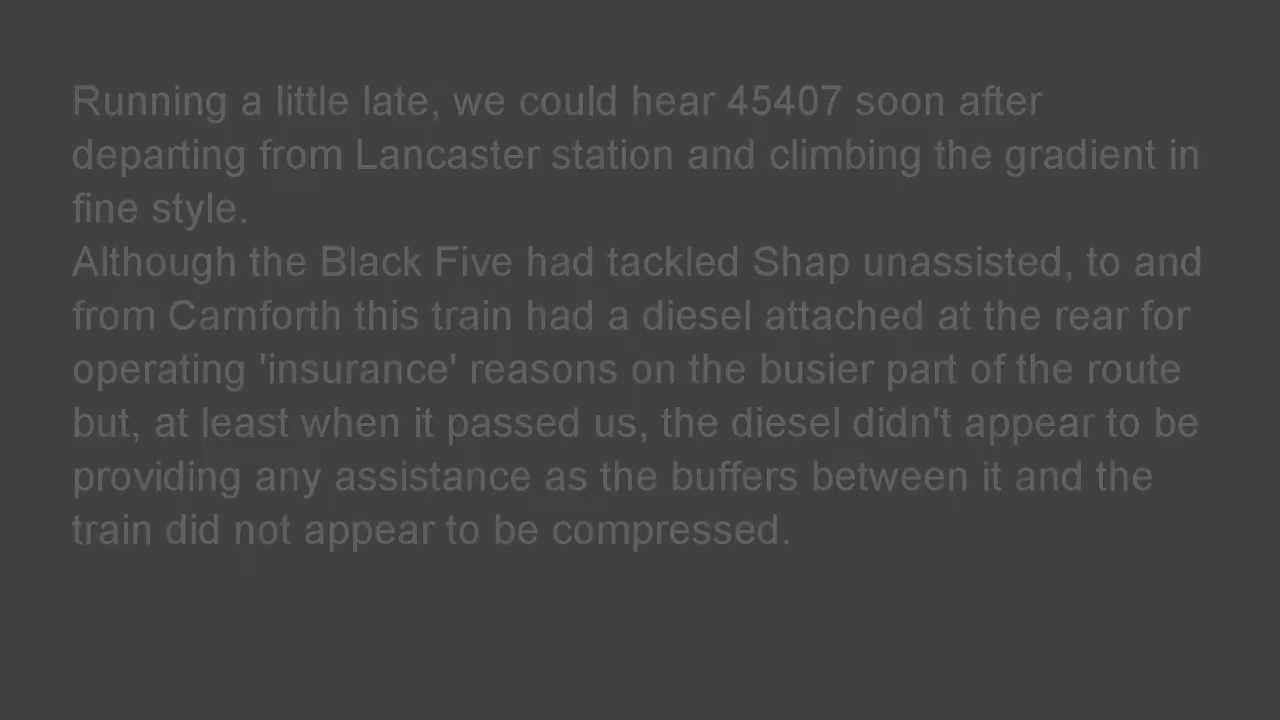 Running a little late, we could hear 45407 soon after
departing from Lancaster station and climbing the gradient in
fine style.
Although the Black Five had tackled Shap unassisted, to and
from Carnforth this train had a diesel attached at the rear for
operating 'insurance' reasons on the busier part of the route
but, at least when it passed us, the diesel didn't appear to be
providing any assistance as the buffers between it and the
train did not appear to be compressed.